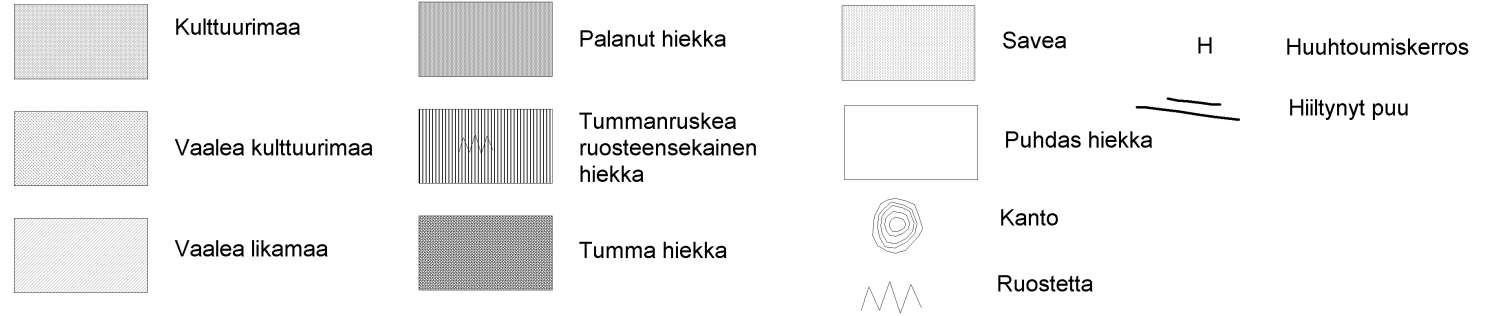 Kulttuurimaa
Vaalea kulttuurimaa
Vaalea likamaa
Palanut hiekka
Tummanruskea
ruosteensekainen
hiekka
Tumma hiekka
Savea
Puhdas hiekka
Kanto
Ruostetta
H Huuhtoumiskerros
Hiiltynyt puu